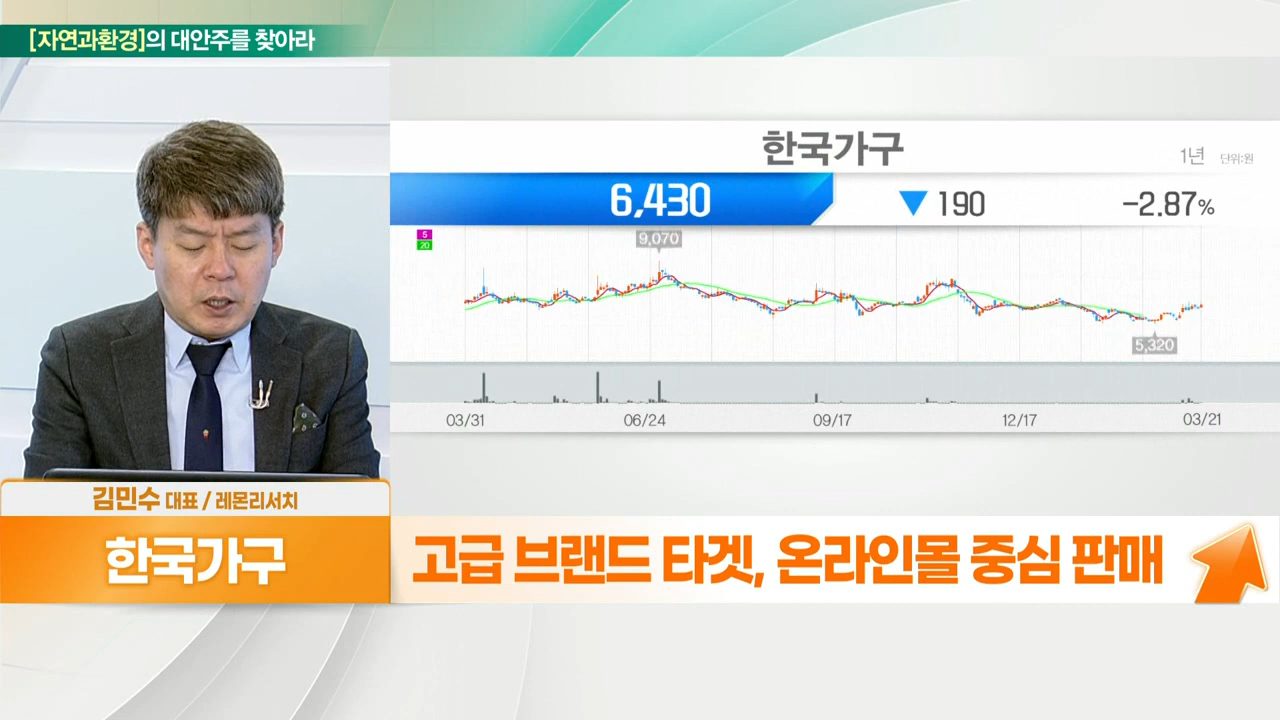 [자연과환경]의 대안주를 찾아라
한국가구
1년 단위:원
6,430 ▼ 190 -2.87%
5
20
9,070
5,320
03/31 06/24 09/17 12/17 03/21
김민수 대표 / 레몬리서치
한국가구
고급 브랜드 타겟, 온라인몰 중심 판매